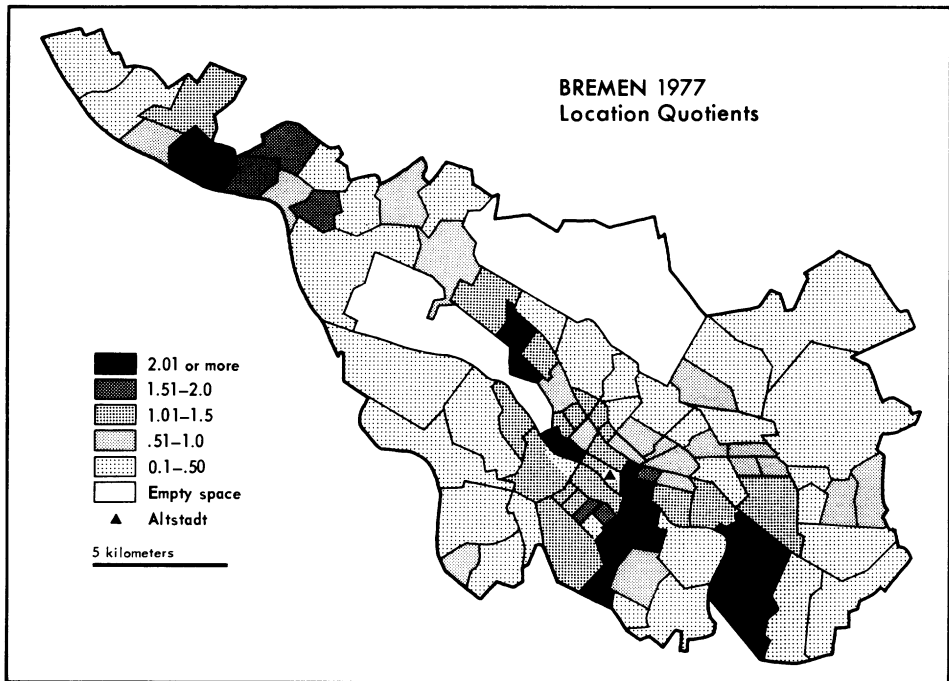 BREMEN 1977
Location Quotients
2.01 or more
1.51–2.0
1.01–1.5
.51–1.0
0.1–.50
Empty space
Altstadt
5 kilometers